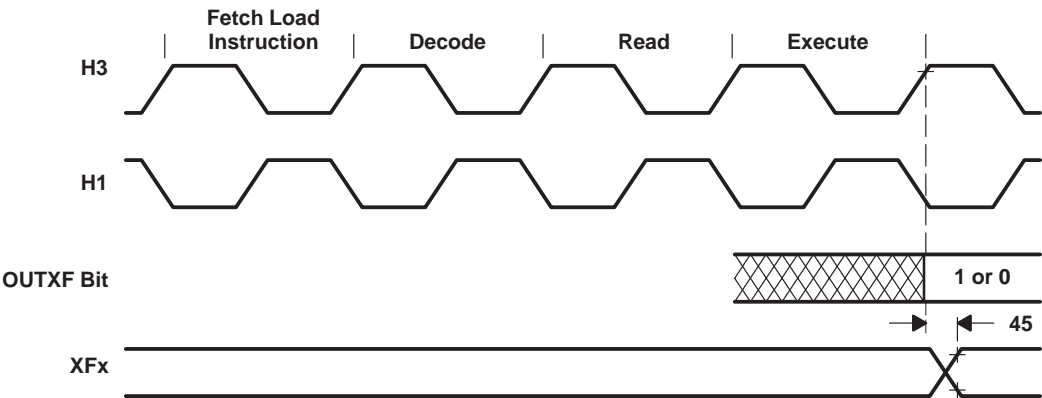 Fetch Load
Instruction
Decode
Read
Execute
H3
H1
OUTXF Bit
1 or 0
45
XFx